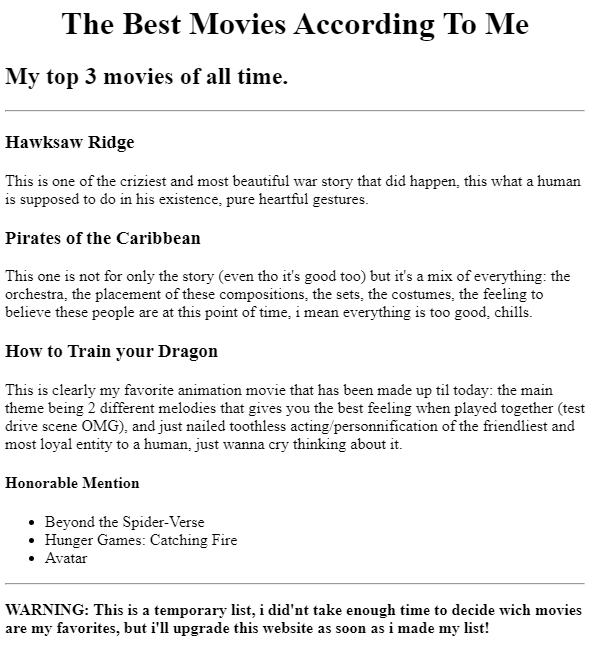 The Best Movies According To Me
My top 3 movies of all time.
Hawksaw Ridge
This is one of the criziest and most beautiful war story that did happen, this what a human
is supposed to do in his existence, pure heartful gestures.
Pirates of the Caribbean
This one is not for only the story (even tho it's good too) but it's a mix of everything: the
orchestra, the placement of these compositions, the sets, the costumes, the feeling to
believe these people are at this point of time, i mean everything is too good, chills.
How to Train your Dragon
This is clearly my favorite animation movie that has been made up til today: the main
theme being 2 different melodies that gives you the best feeling when played together (test
drive scene OMG), and just nailed toothless acting/personnification of the friendliest and
most loyal entity to a human, just wanna cry thinking about it.
Honorable Mention
• Beyond the Spider-Verse
• Hunger Games: Catching Fire
• Avatar
WARNING: This is a temporary list, i did'nt take enough time to decide wich movies
are my favorites, but i'll upgrade this website as soon as i made my list!